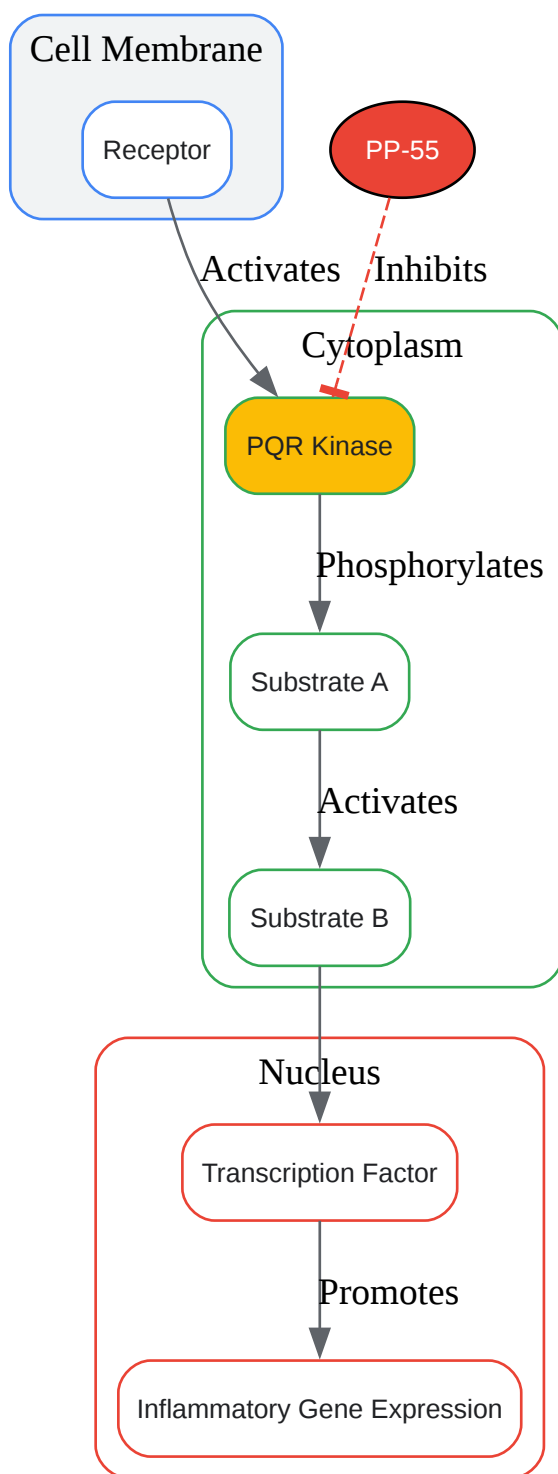 Cell Membrane
Receptor
PP-55
Activates
Inhibits
Cytoplasm
PQR Kinase
Phosphorylates
Substrate A
Activates
Substrate B
Nucleus
Transcription Factor
Promotes
Inflammatory Gene Expression